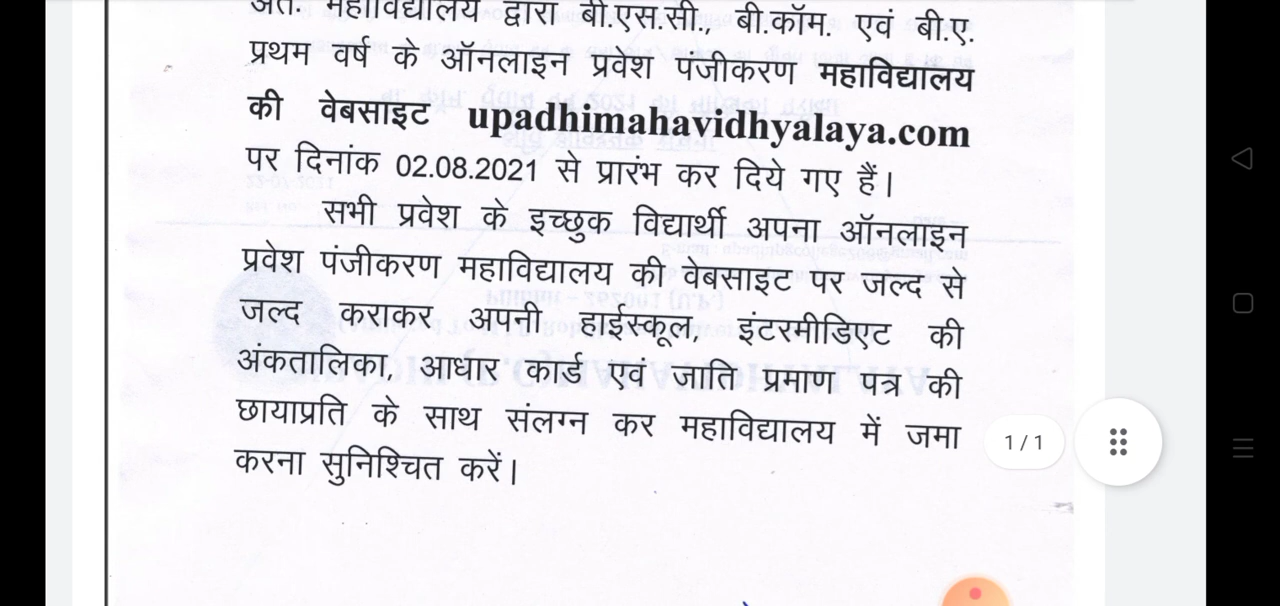 अतः महाविद्यालय द्वारा बी.एस.सी., बी.कॉम. एवं बी.ए.
प्रथम वर्ष के ऑनलाइन प्रवेश पंजीकरण महाविद्यालय
की वेबसाइट upadhimahavidhyalaya.com
पर दिनांक 02.08.2021 से प्रारंभ कर दिये गए हैं।
सभी प्रवेश के इच्छुक विद्यार्थी अपना ऑनलाइन
प्रवेश पंजीकरण महाविद्यालय की वेबसाइट पर जल्द से
जल्द कराकर अपनी हाईस्कूल, इंटरमीडिएट की
अंकतालिका, आधार कार्ड एवं जाति प्रमाण पत्र की
छायाप्रति के साथ संलग्न कर महाविद्यालय में जमा
करना सुनिश्चित करें।
1/1